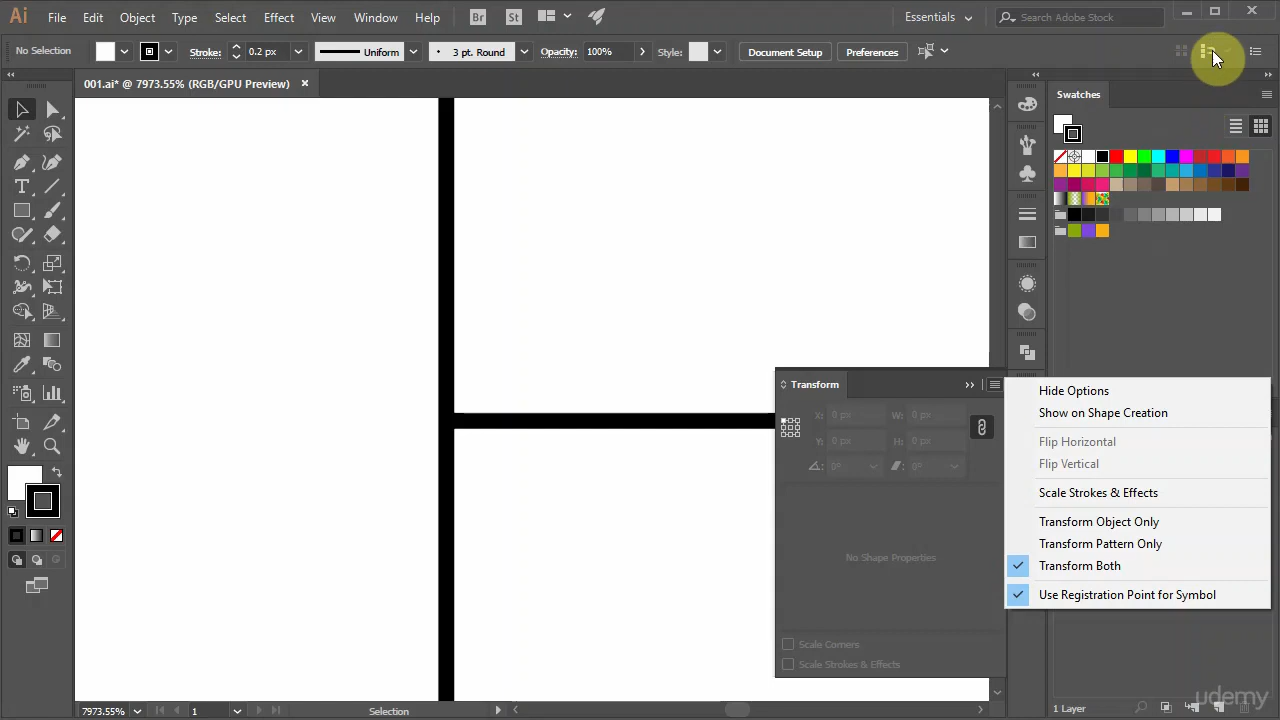 Ai File Edit Object Type Select Effect View Window Help Br St Essentials Search Adobe Stock
No Selection Stroke: 0.2 px Uniform 3 pt. Round Opacity: 100% Style: Document Setup Preferences
001.ai* @ 7973.55% (RGB/GPU Preview)
Swatches
Transform
X: 0 px W: 0 px
Y: 0 px H: 0 px
0° 0°
No Shape Properties
Scale Corners
Scale Strokes & Effects
Hide Options
Show on Shape Creation
Flip Horizontal
Flip Vertical
Scale Strokes & Effects
Transform Object Only
Transform Pattern Only
Transform Both
Use Registration Point for Symbol
udemy
7973.55% 1 Selection 1 Layer